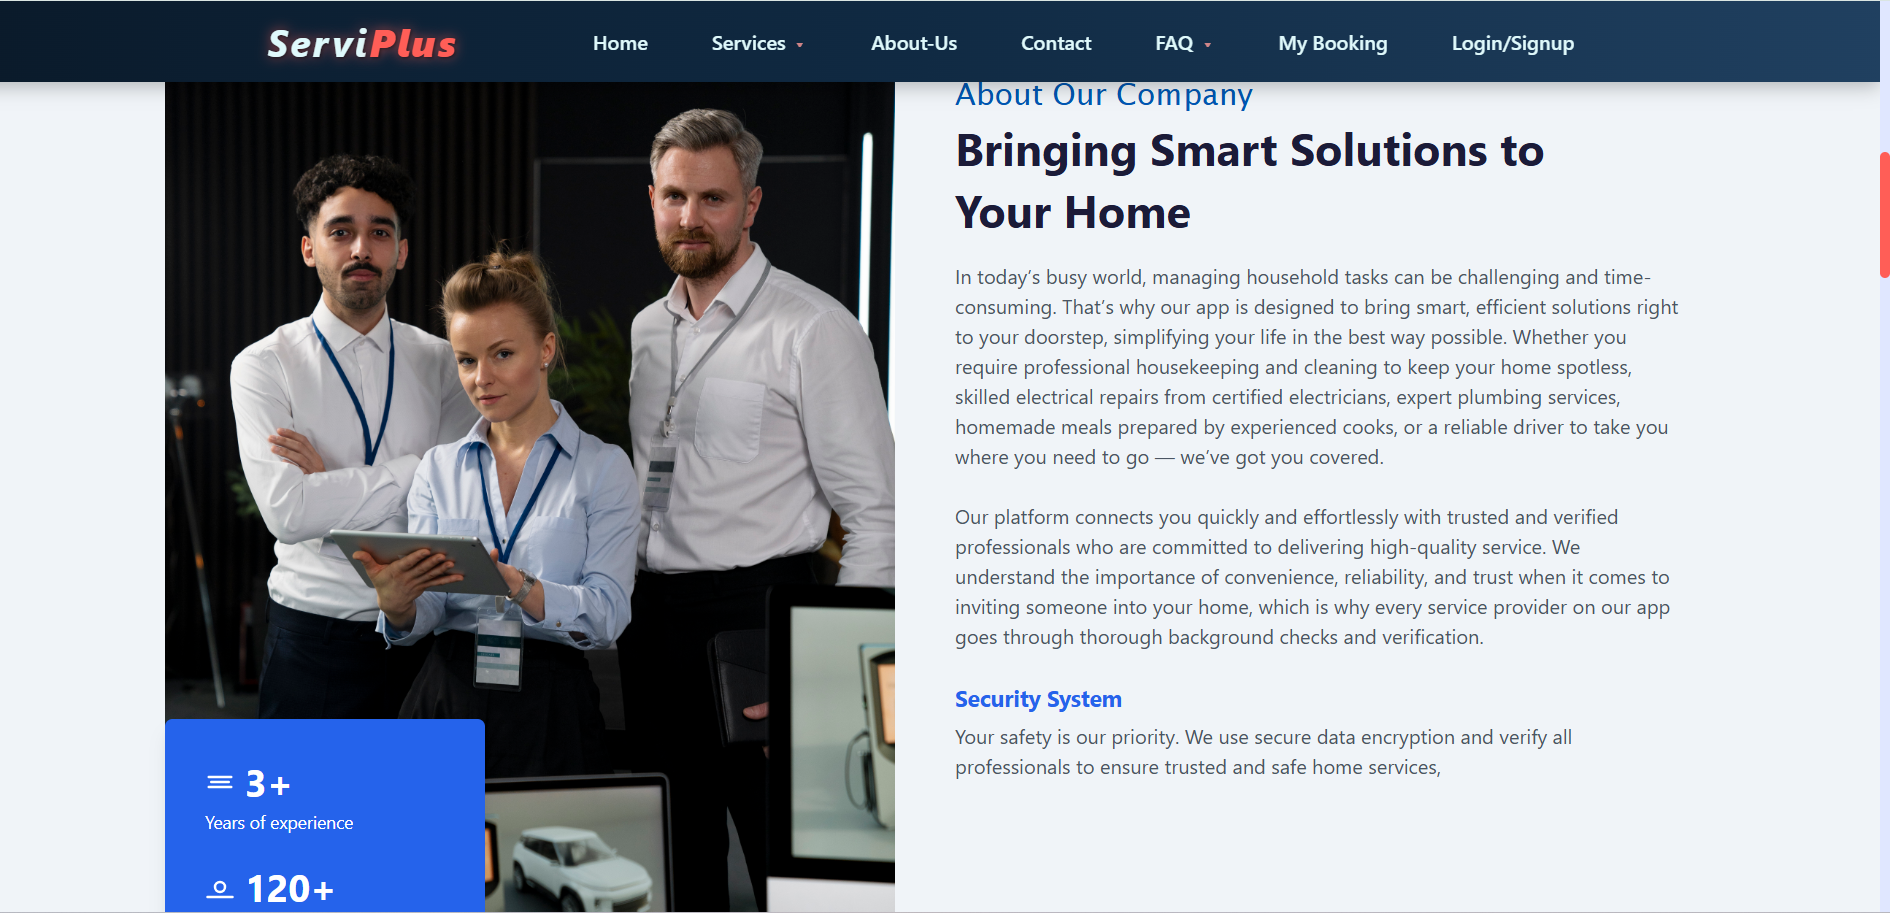 ServiPlus
Home
Services
About-Us
Contact
FAQ
My Booking
Login/Signup
About Our Company
Bringing Smart Solutions to
Your Home
In today’s busy world, managing household tasks can be challenging and time-
consuming. That’s why our app is designed to bring smart, efficient solutions right
to your doorstep, simplifying your life in the best way possible. Whether you
require professional housekeeping and cleaning to keep your home spotless,
skilled electrical repairs from certified electricians, expert plumbing services,
homemade meals prepared by experienced cooks, or a reliable driver to take you
where you need to go — we’ve got you covered.
Our platform connects you quickly and effortlessly with trusted and verified
professionals who are committed to delivering high-quality service. We
understand the importance of convenience, reliability, and trust when it comes to
inviting someone into your home, which is why every service provider on our app
goes through thorough background checks and verification.
Security System
Your safety is our priority. We use secure data encryption and verify all
professionals to ensure trusted and safe home services,
3+
Years of experience
120+